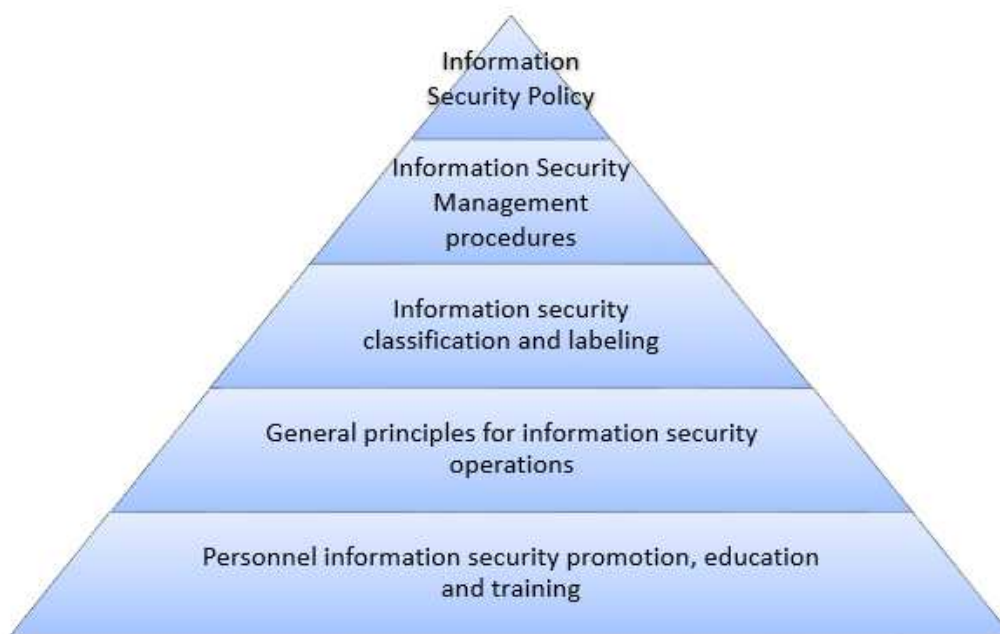 Information
Security Policy
Information Security
Management
procedures
Information security
classification and labeling
General principles for information security
operations
Personnel information security promotion, education
and training